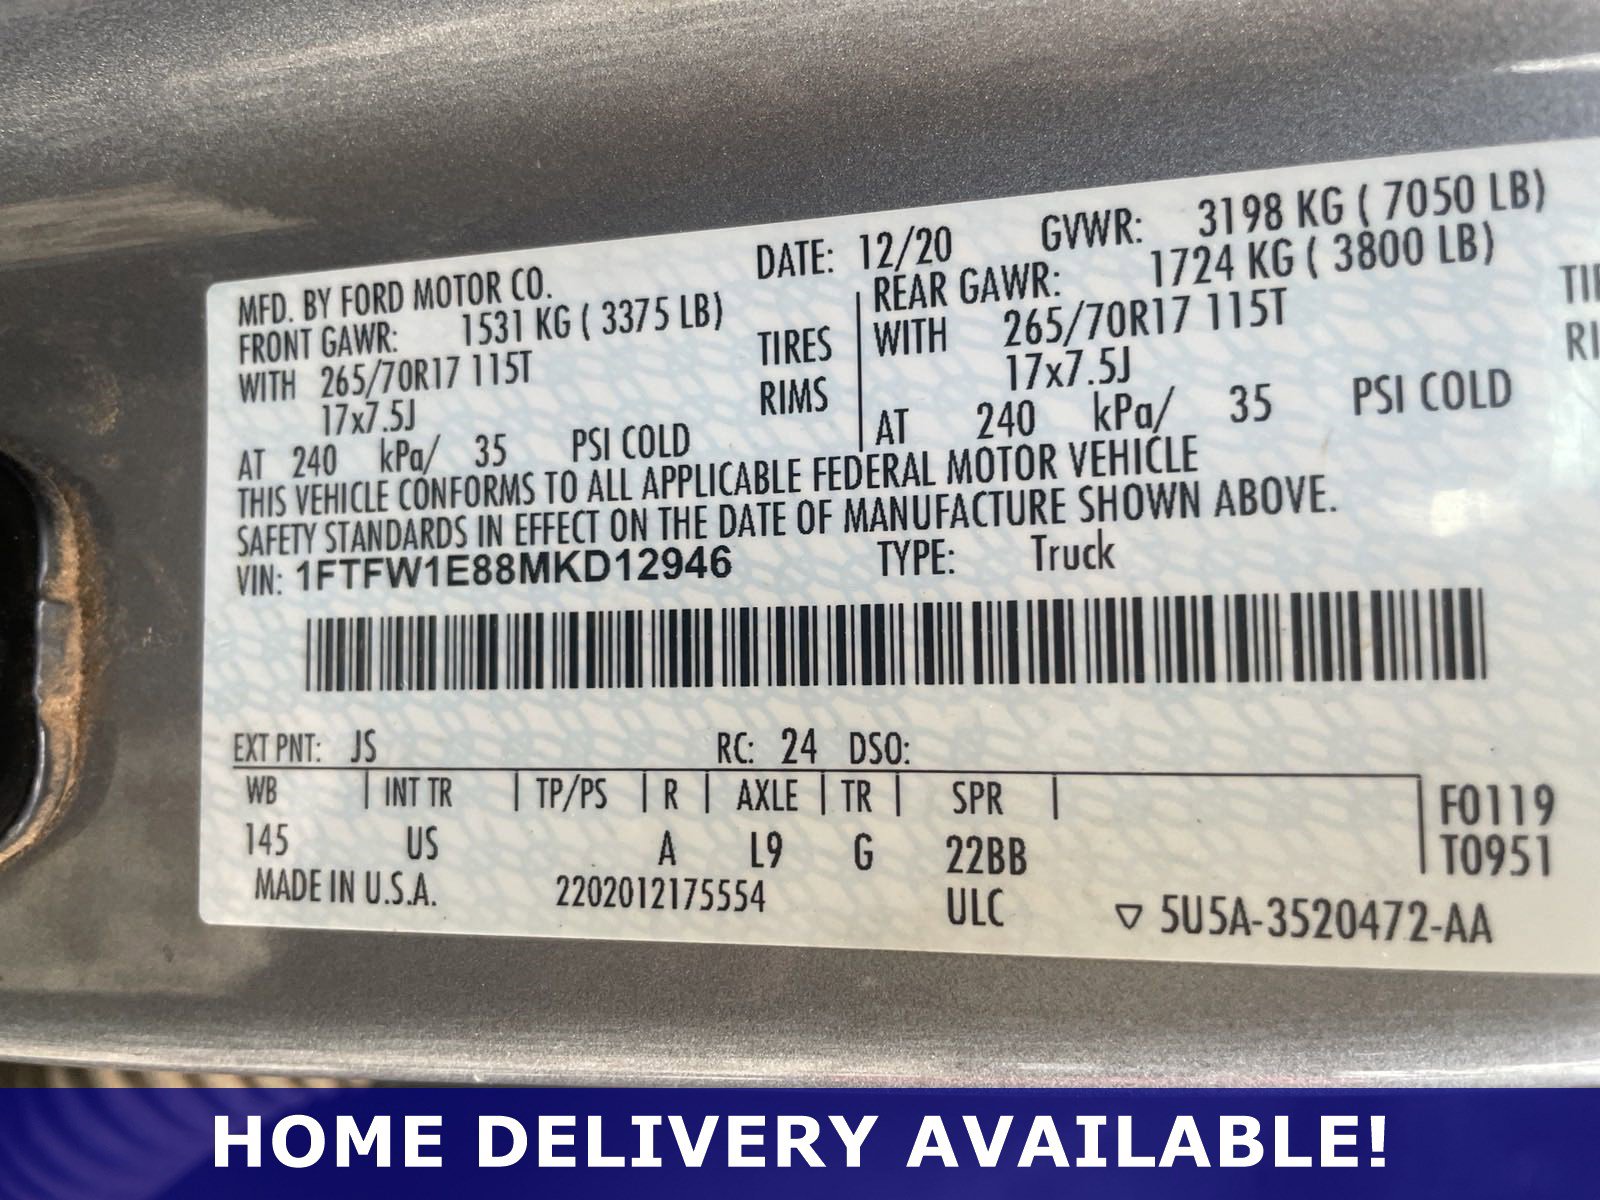 MFD. BY FORD MOTOR CO. DATE: 12/20 GVWR: 3198 KG ( 7050 LB)
FRONT GAWR: 1531 KG ( 3375 LB) REAR GAWR: 1724 KG ( 3800 LB)
WITH 265/70R17 115T TIRES WITH 265/70R17 115T
17x7.5J RIMS 17x7.5J
AT 240 kPa/ 35 PSI COLD AT 240 kPa/ 35 PSI COLD
THIS VEHICLE CONFORMS TO ALL APPLICABLE FEDERAL MOTOR VEHICLE
SAFETY STANDARDS IN EFFECT ON THE DATE OF MANUFACTURE SHOWN ABOVE.
VIN: 1FTFW1E88MKD12946 TYPE: Truck
EXT PNT: JS RC: 24 DSO:
WB | INT TR | TP/PS | R | AXLE | TR | SPR | F0119
145 US A L9 G 22BB T0951
MADE IN U.S.A. 2202012175554 ULC ▽ 5U5A-3520472-AA
HOME DELIVERY AVAILABLE!